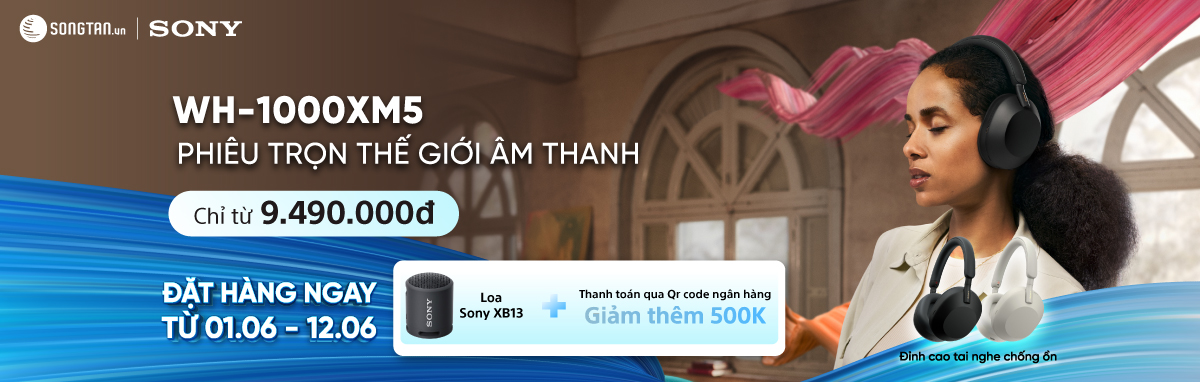 SONGTAN.vn
SONY
WH-1000XM5
PHIÊU TRỌN THẾ GIỚI ÂM THANH
Chỉ từ 9.490.000đ
ĐẶT HÀNG NGAY
TỪ 01.06 - 12.06
SONY
Loa
Sony XB13
+
Thanh toán qua Qr code ngân hàng
Giảm thêm 500K
Đỉnh cao tai nghe chống ồn